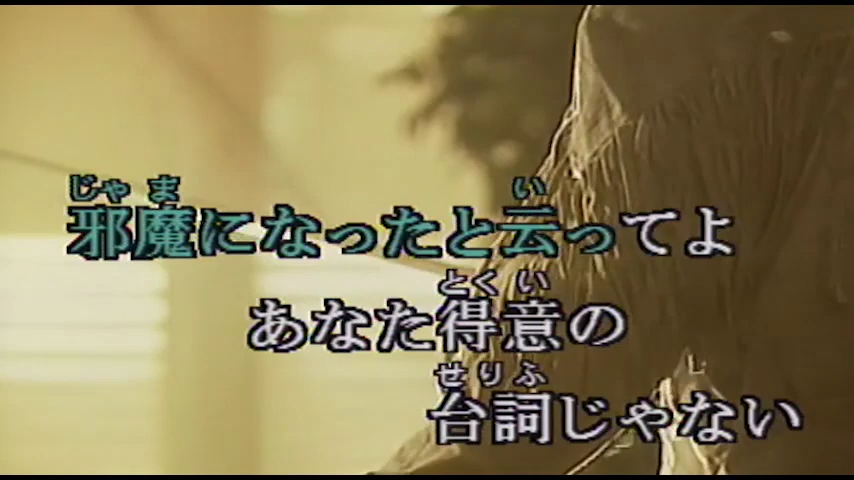 じゃま い
邪魔になったと云ってよ
とくい
あなた得意の
せりふ
台詞じゃない